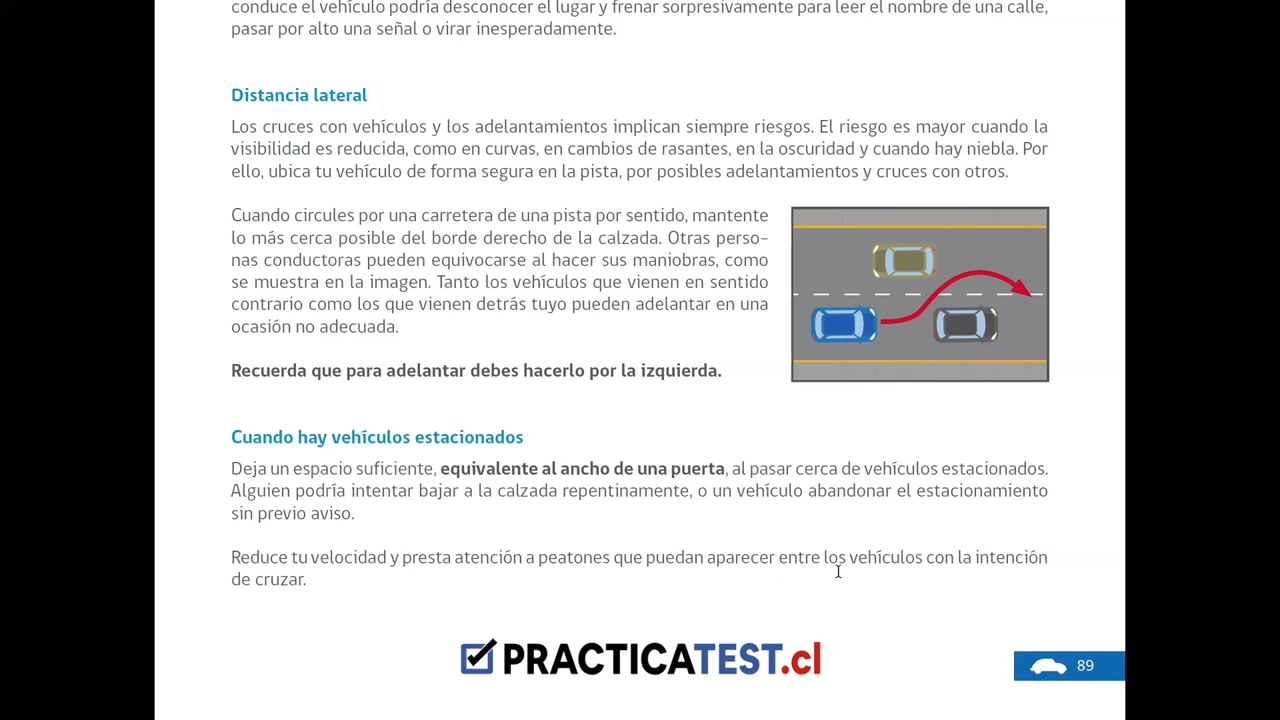 conduce el vehículo podría desconocer el lugar y frenar sorpresivamente para leer el nombre de una calle,
pasar por alto una señal o virar inesperadamente.
Distancia lateral
Los cruces con vehículos y los adelantamientos implican siempre riesgos. El riesgo es mayor cuando la
visibilidad es reducida, como en curvas, en cambios de rasantes, en la oscuridad y cuando hay niebla. Por
ello, ubica tu vehículo de forma segura en la pista, por posibles adelantamientos y cruces con otros.
Cuando circules por una carretera de una pista por sentido, mantente
lo más cerca posible del borde derecho de la calzada. Otras perso-
nas conductoras pueden equivocarse al hacer sus maniobras, como
se muestra en la imagen. Tanto los vehículos que vienen en sentido
contrario como los que vienen detrás tuyo pueden adelantar en una
ocasión no adecuada.
Recuerda que para adelantar debes hacerlo por la izquierda.
Cuando hay vehículos estacionados
Deja un espacio suficiente, equivalente al ancho de una puerta, al pasar cerca de vehículos estacionados.
Alguien podría intentar bajar a la calzada repentinamente, o un vehículo abandonar el estacionamiento
sin previo aviso.
Reduce tu velocidad y presta atención a peatones que puedan aparecer entre los vehículos con la intención
de cruzar.
PRACTICATEST.cl
89